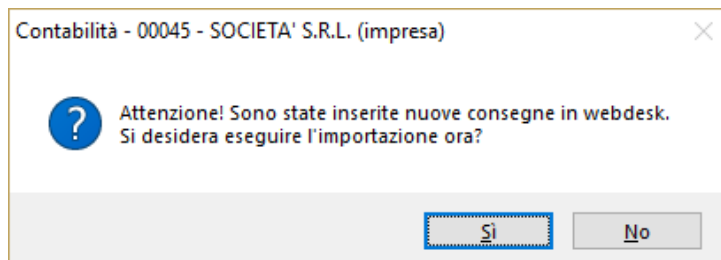 Contabilità - 00045 - SOCIETA' S.R.L. (impresa)
Attenzione! Sono state inserite nuove consegne in webdesk.
Si desidera eseguire l'importazione ora?
Sì No